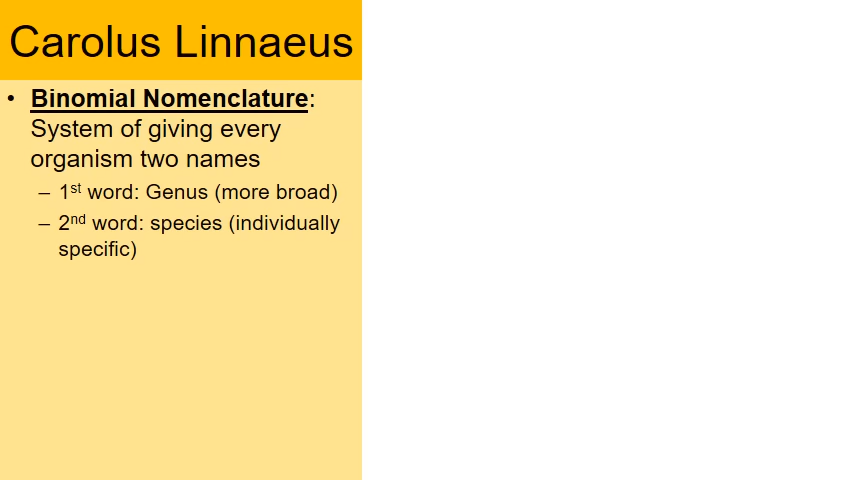 Carolus Linnaeus
• Binomial Nomenclature:
System of giving every
organism two names
– 1st word: Genus (more broad)
– 2nd word: species (individually
specific)